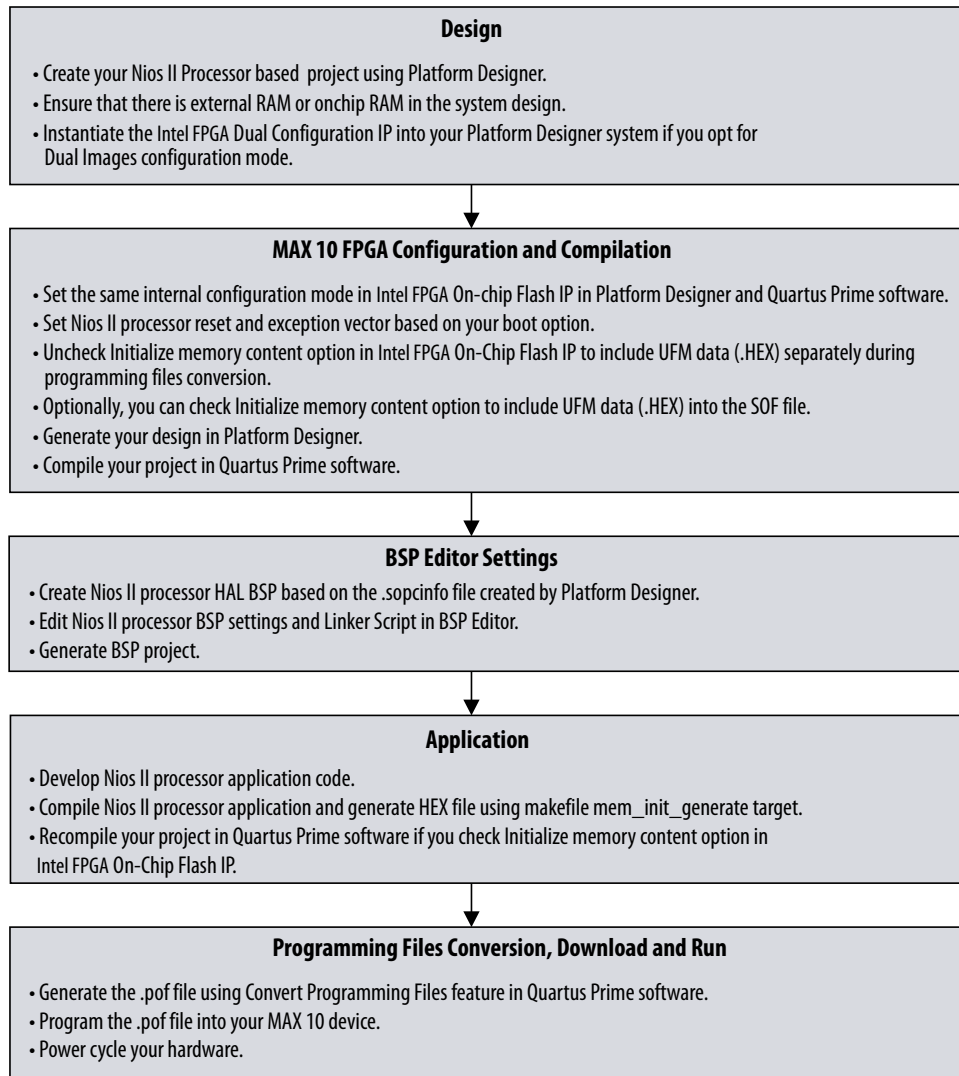 Design
• Create your Nios II Processor based project using Platform Designer.
• Ensure that there is external RAM or onchip RAM in the system design.
• Instantiate the Intel FPGA Dual Configuration IP into your Platform Designer system if you opt for
Dual Images configuration mode.
MAX 10 FPGA Configuration and Compilation
• Set the same internal configuration mode in Intel FPGA On-chip Flash IP in Platform Designer and Quartus Prime software.
• Set Nios II processor reset and exception vector based on your boot option.
• Uncheck Initialize memory content option in Intel FPGA On-Chip Flash IP to include UFM data (.HEX) separately during
programming files conversion.
• Optionally, you can check Initialize memory content option to include UFM data (.HEX) into the SOF file.
• Generate your design in Platform Designer.
• Compile your project in Quartus Prime software.
BSP Editor Settings
• Create Nios II processor HAL BSP based on the .sopcinfo file created by Platform Designer.
• Edit Nios II processor BSP settings and Linker Script in BSP Editor.
• Generate BSP project.
Application
• Develop Nios II processor application code.
• Compile Nios II processor application and generate HEX file using makefile mem_init_generate target.
• Recompile your project in Quartus Prime software if you check Initialize memory content option in
Intel FPGA On-Chip Flash IP.
Programming Files Conversion, Download and Run
• Generate the .pof file using Convert Programming Files feature in Quartus Prime software.
• Program the .pof file into your MAX 10 device.
• Power cycle your hardware.